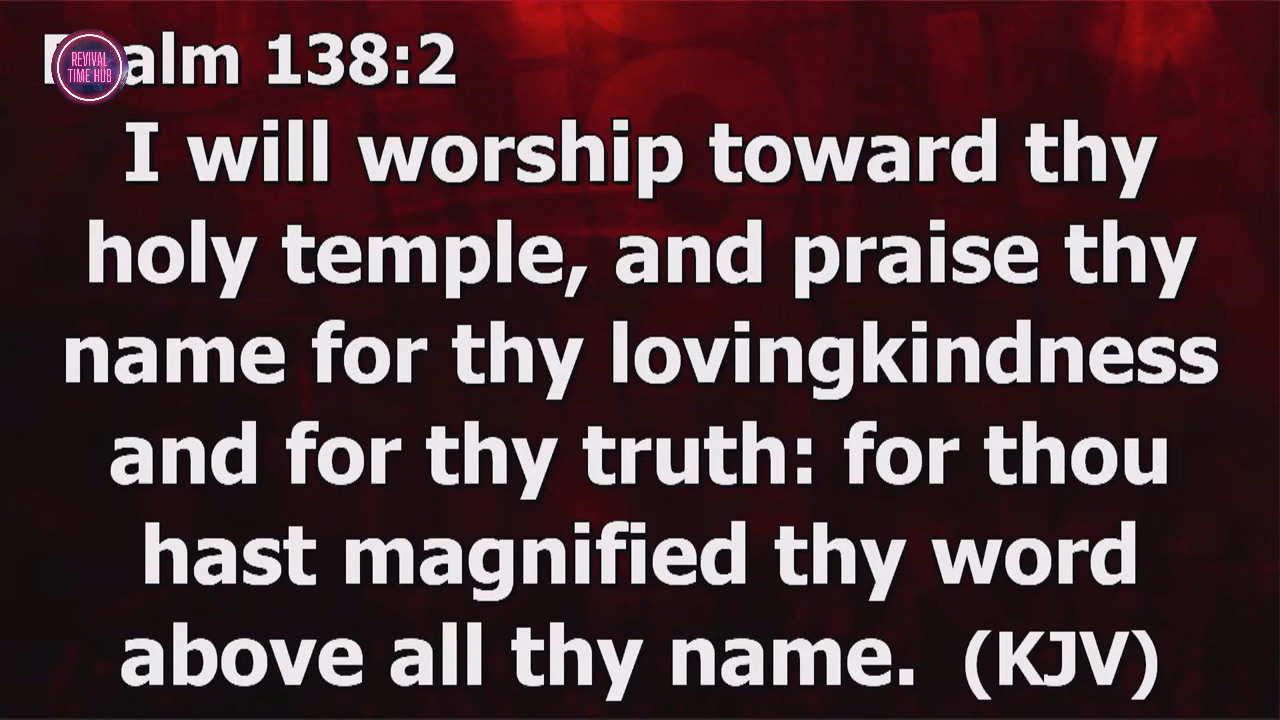 Psalm 138:2
REVIVAL
TIME HUB
I will worship toward thy
holy temple, and praise thy
name for thy lovingkindness
and for thy truth: for thou
hast magnified thy word
above all thy name.  (KJV)